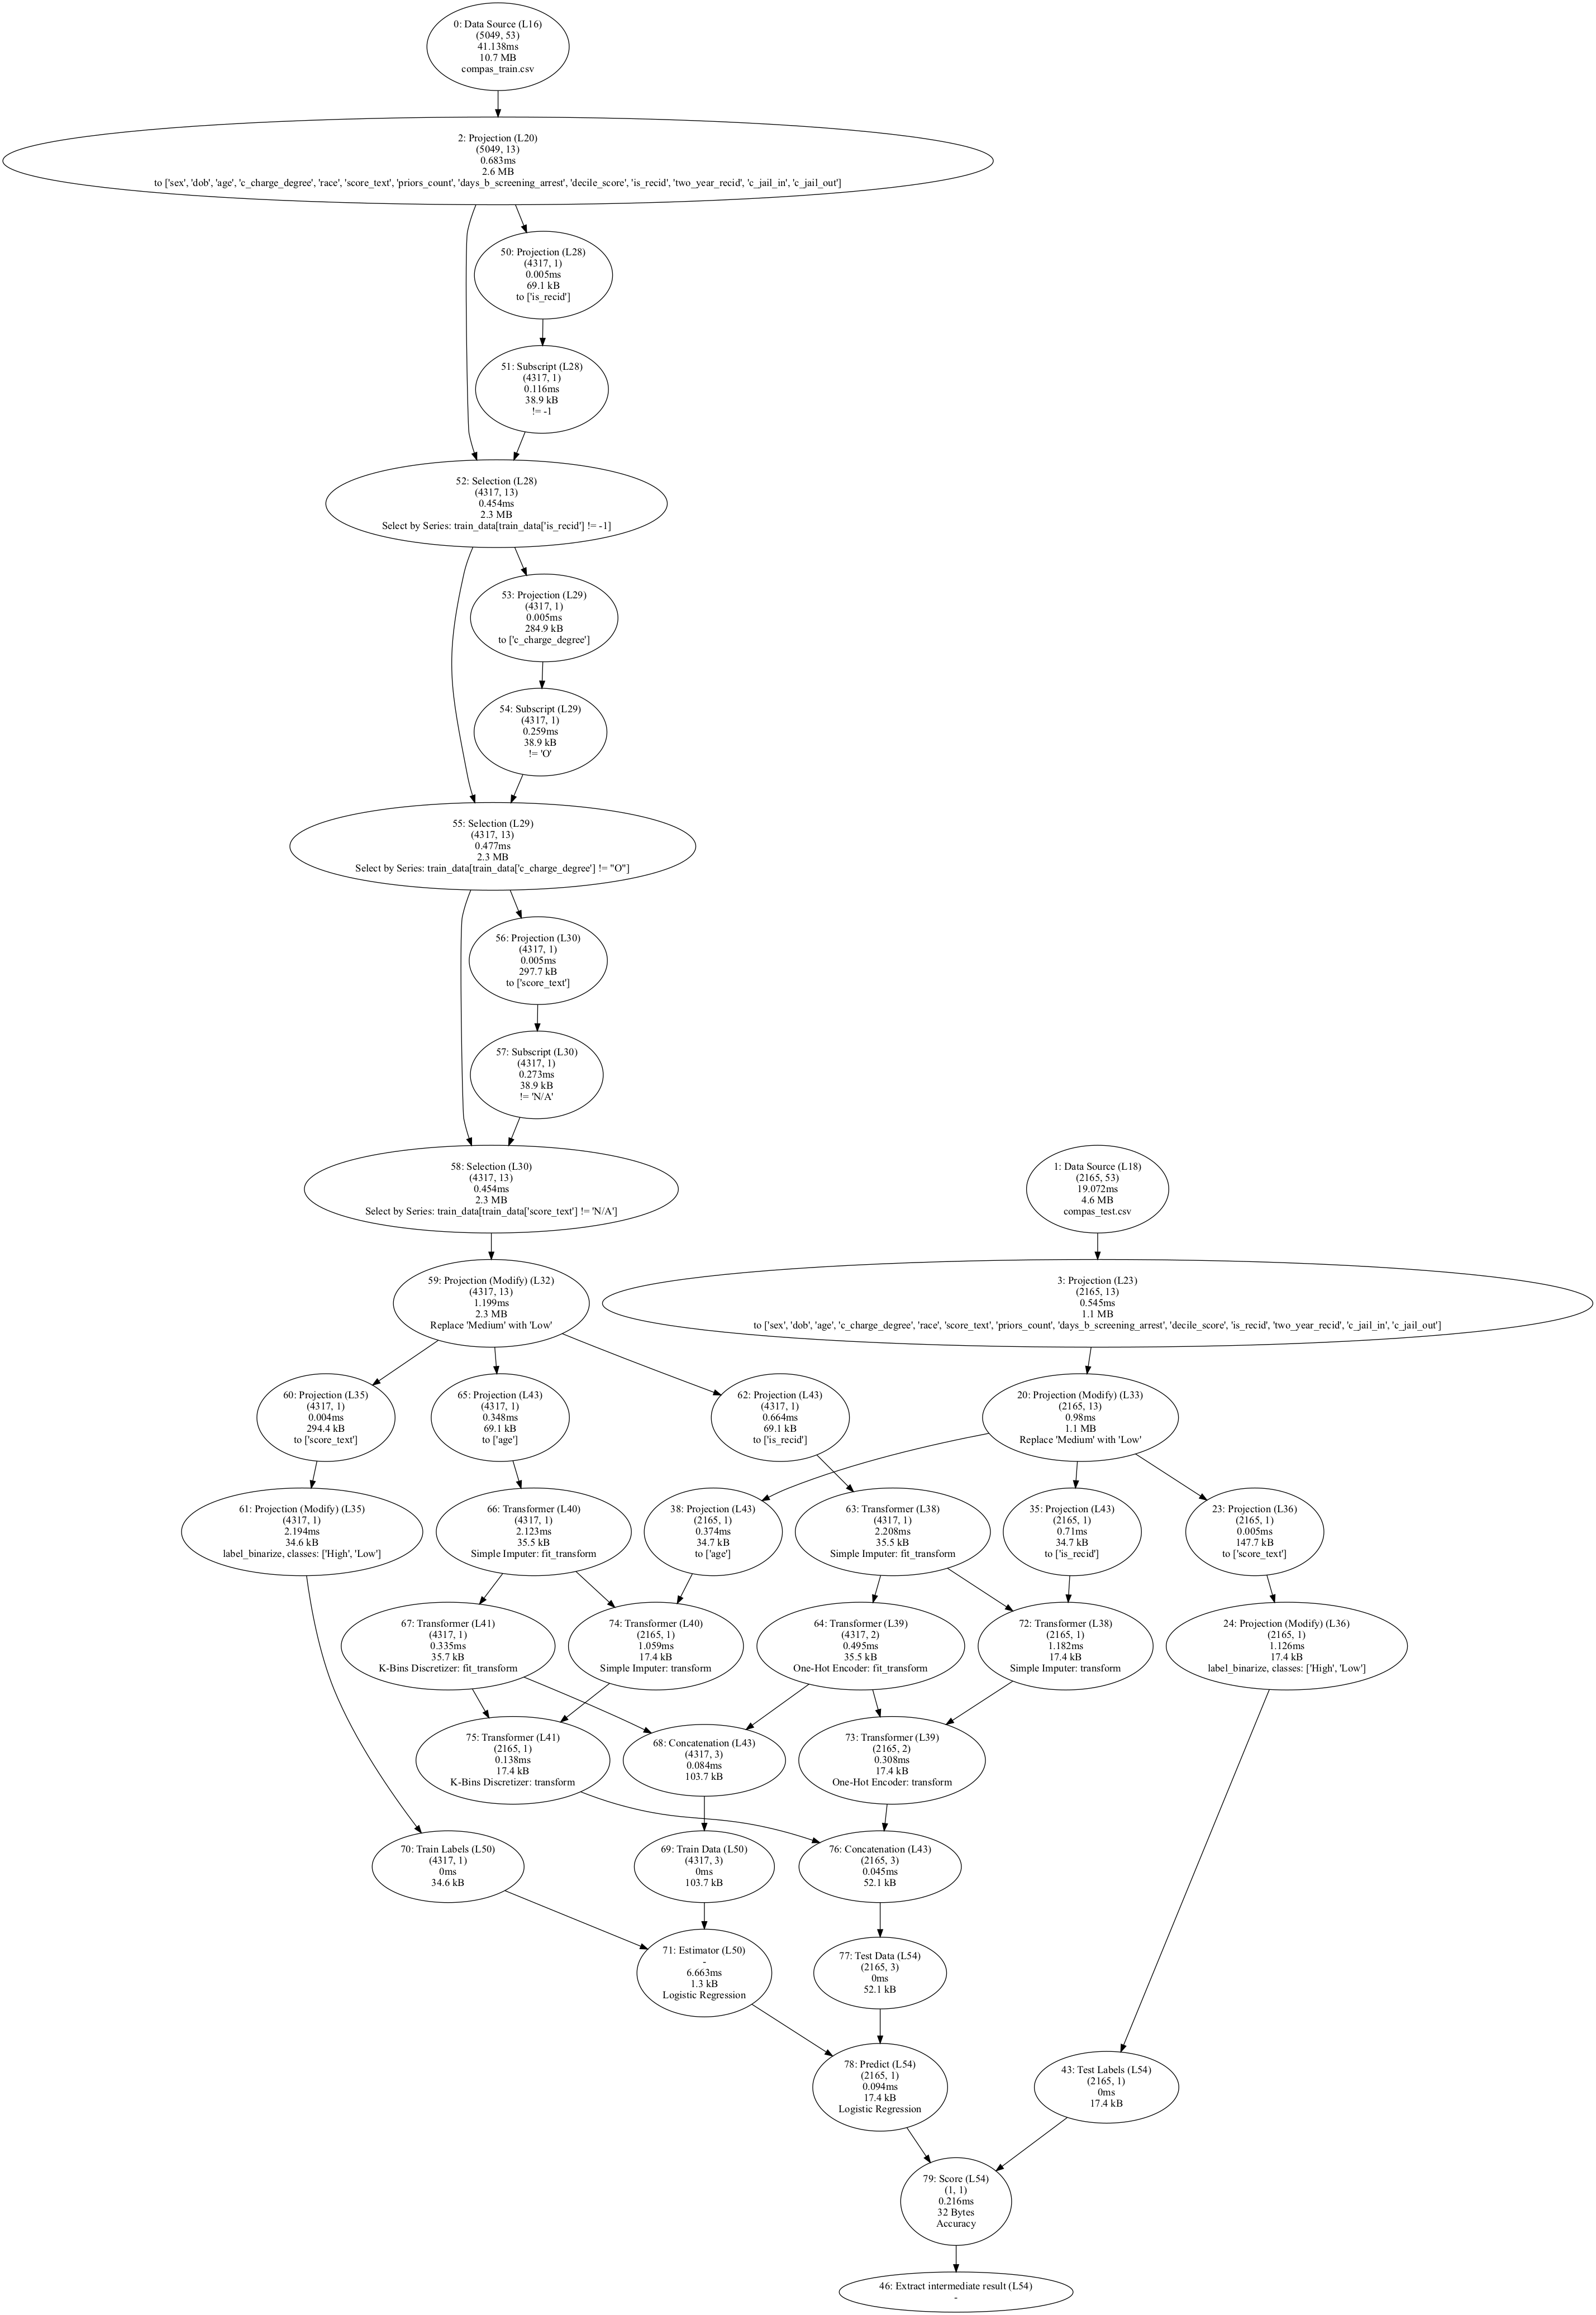 0: Data Source (L16)
(5049, 53)
41.138ms
10.7 MB
compas_train.csv
2: Projection (L20)
(5049, 13)
0.683ms
2.6 MB
to ['sex', 'dob', 'age', 'c_charge_degree', 'race', 'score_text', 'priors_count', 'days_b_screening_arrest', 'decile_score', 'is_recid', 'two_year_recid', 'c_jail_in', 'c_jail_out']
50: Projection (L28)
(4317, 1)
0.005ms
69.1 kB
to ['is_recid']
51: Subscript (L28)
(4317, 1)
0.116ms
38.9 kB
!= -1
52: Selection (L28)
(4317, 13)
0.454ms
2.3 MB
Select by Series: train_data[train_data['is_recid'] != -1]
53: Projection (L29)
(4317, 1)
0.005ms
284.9 kB
to ['c_charge_degree']
54: Subscript (L29)
(4317, 1)
0.259ms
38.9 kB
!= 'O'
55: Selection (L29)
(4317, 13)
0.477ms
2.3 MB
Select by Series: train_data[train_data['c_charge_degree'] != "O"]
56: Projection (L30)
(4317, 1)
0.005ms
297.7 kB
to ['score_text']
57: Subscript (L30)
(4317, 1)
0.273ms
38.9 kB
!= 'N/A'
58: Selection (L30)
(4317, 13)
0.454ms
2.3 MB
Select by Series: train_data[train_data['score_text'] != 'N/A']
1: Data Source (L18)
(2165, 53)
19.072ms
4.6 MB
compas_test.csv
59: Projection (Modify) (L32)
(4317, 13)
1.199ms
2.3 MB
Replace 'Medium' with 'Low'
3: Projection (L23)
(2165, 13)
0.545ms
1.1 MB
to ['sex', 'dob', 'age', 'c_charge_degree', 'race', 'score_text', 'priors_count', 'days_b_screening_arrest', 'decile_score', 'is_recid', 'two_year_recid', 'c_jail_in', 'c_jail_out']
60: Projection (L35)
(4317, 1)
0.004ms
294.4 kB
to ['score_text']
65: Projection (L43)
(4317, 1)
0.348ms
69.1 kB
to ['age']
62: Projection (L43)
(4317, 1)
0.664ms
69.1 kB
to ['is_recid']
20: Projection (Modify) (L33)
(2165, 13)
0.98ms
1.1 MB
Replace 'Medium' with 'Low'
61: Projection (Modify) (L35)
(4317, 1)
2.194ms
34.6 kB
label_binarize, classes: ['High', 'Low']
66: Transformer (L40)
(4317, 1)
2.123ms
35.5 kB
Simple Imputer: fit_transform
38: Projection (L43)
(2165, 1)
0.374ms
34.7 kB
to ['age']
63: Transformer (L38)
(4317, 1)
2.208ms
35.5 kB
Simple Imputer: fit_transform
35: Projection (L43)
(2165, 1)
0.71ms
34.7 kB
to ['is_recid']
23: Projection (L36)
(2165, 1)
0.005ms
147.7 kB
to ['score_text']
67: Transformer (L41)
(4317, 1)
0.335ms
35.7 kB
K-Bins Discretizer: fit_transform
74: Transformer (L40)
(2165, 1)
1.059ms
17.4 kB
Simple Imputer: transform
64: Transformer (L39)
(4317, 2)
0.495ms
35.5 kB
One-Hot Encoder: fit_transform
72: Transformer (L38)
(2165, 1)
1.182ms
17.4 kB
Simple Imputer: transform
24: Projection (Modify) (L36)
(2165, 1)
1.126ms
17.4 kB
label_binarize, classes: ['High', 'Low']
75: Transformer (L41)
(2165, 1)
0.138ms
17.4 kB
K-Bins Discretizer: transform
68: Concatenation (L43)
(4317, 3)
0.084ms
103.7 kB
73: Transformer (L39)
(2165, 2)
0.308ms
17.4 kB
One-Hot Encoder: transform
70: Train Labels (L50)
(4317, 1)
0ms
34.6 kB
69: Train Data (L50)
(4317, 3)
0ms
103.7 kB
76: Concatenation (L43)
(2165, 3)
0.045ms
52.1 kB
71: Estimator (L50)
-
6.663ms
1.3 kB
Logistic Regression
77: Test Data (L54)
(2165, 3)
0ms
52.1 kB
78: Predict (L54)
(2165, 1)
0.094ms
17.4 kB
Logistic Regression
43: Test Labels (L54)
(2165, 1)
0ms
17.4 kB
79: Score (L54)
(1, 1)
0.216ms
32 Bytes
Accuracy
46: Extract intermediate result (L54)
-